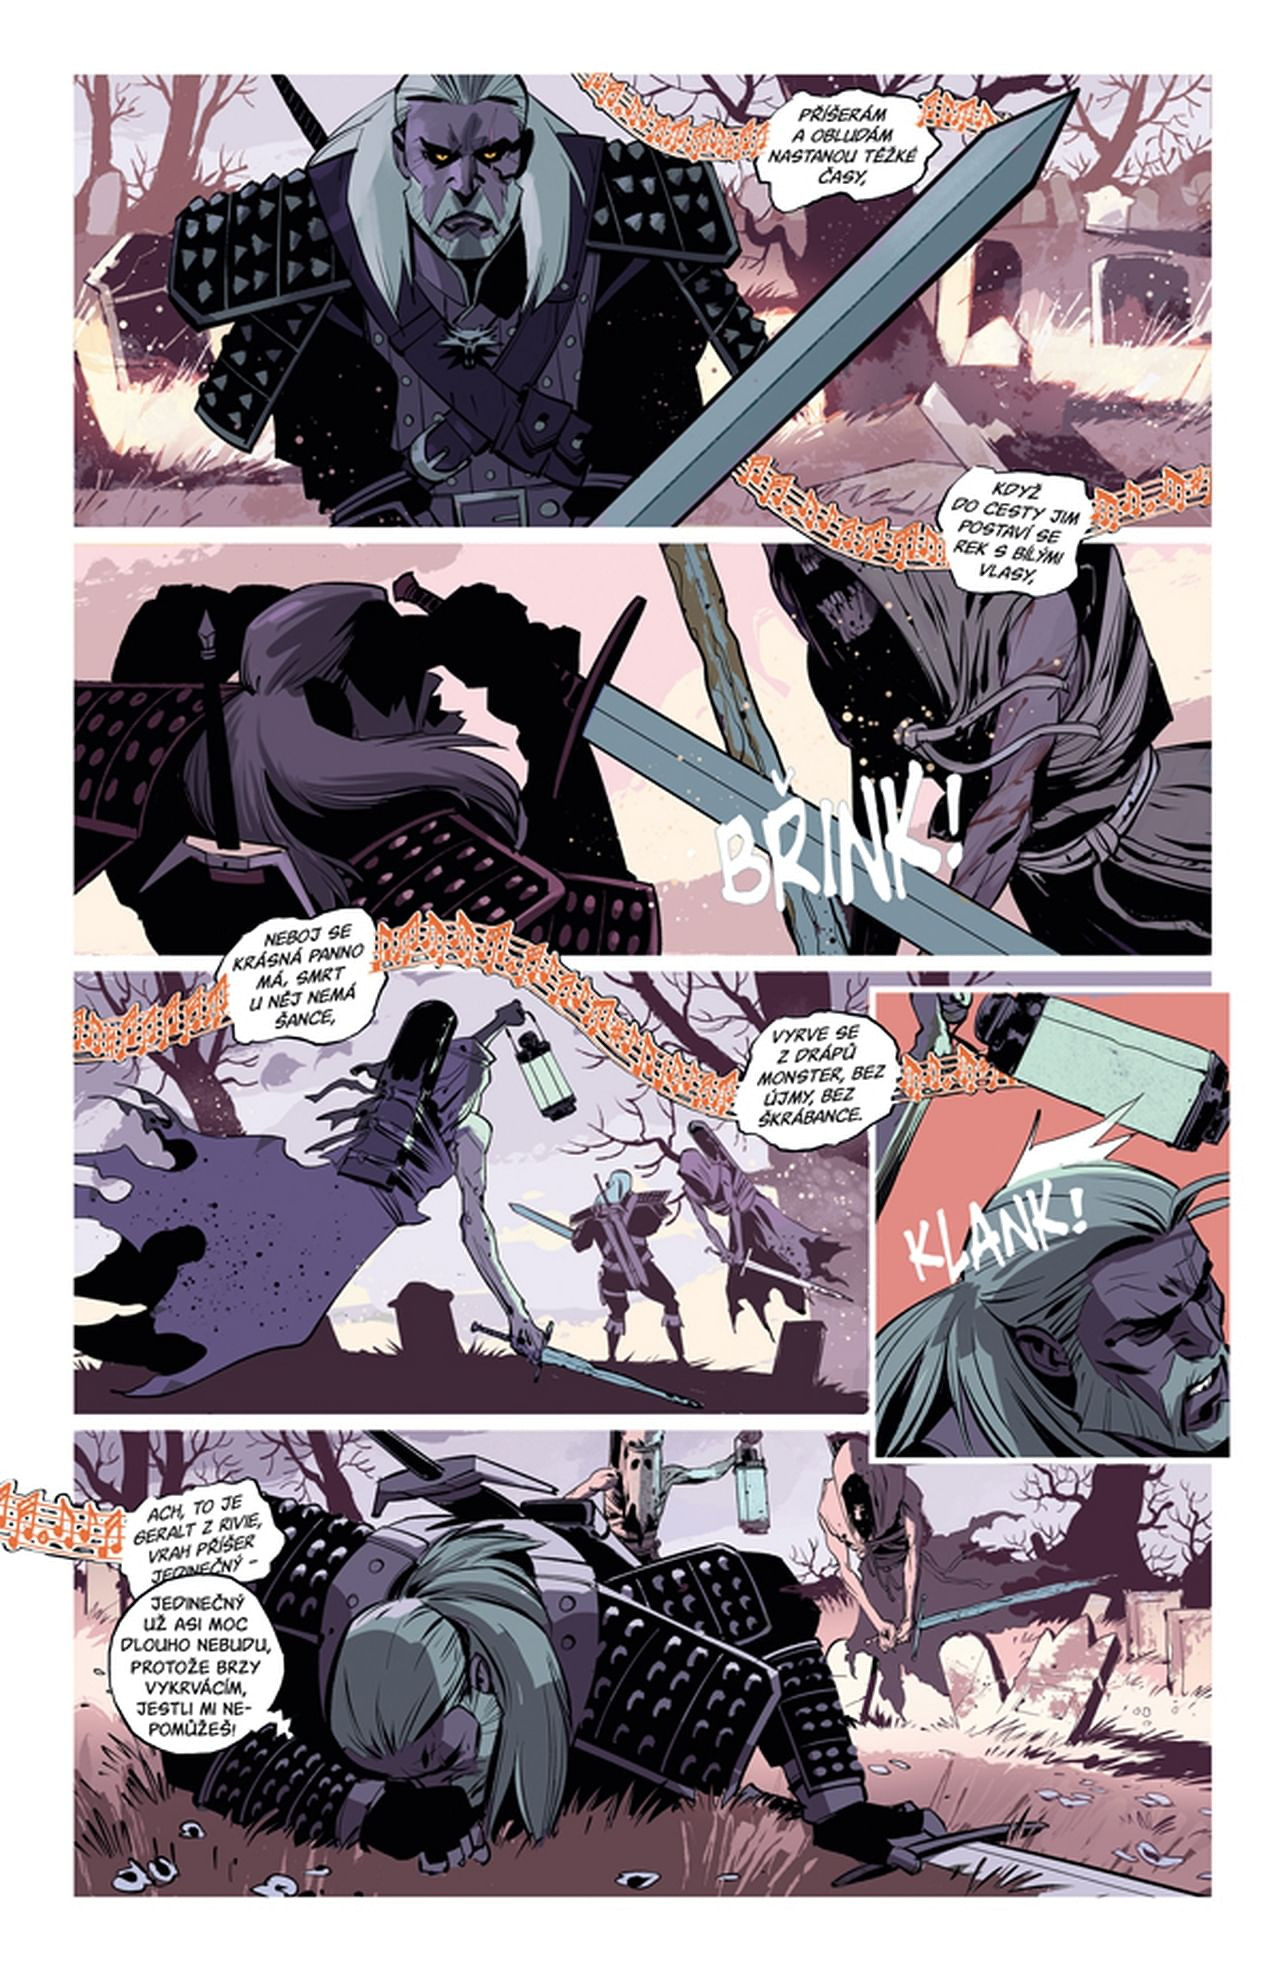 PŘÍŠERÁM
A OBLUDÁM
NASTANOU TĚŽKÉ
ČASY,
KDYŽ
DO CESTY JIM
POSTAVÍ SE
REK S BÍLÝMI
VLASY,
BŘINK!
NEBOJ SE
KRÁSNÁ PANNO
MÁ, SMRT
U NĚJ NEMÁ
ŠANCE,
VYRVE SE
Z DRÁPŮ
MONSTER, BEZ
ÚJMY, BEZ
ŠKRÁBANCE.
KLANK!
ACH, TO JE
GERALT Z RIVIE,
VRAH PŘÍŠER
JEDINEČNÝ -
JEDINEČNÝ
UŽ ASI MOC
DLOUHO NEBUDU,
PROTOŽE BRZY
VYKRVÁCÍM,
JESTLI MI NE-
POMŮŽEŠ!